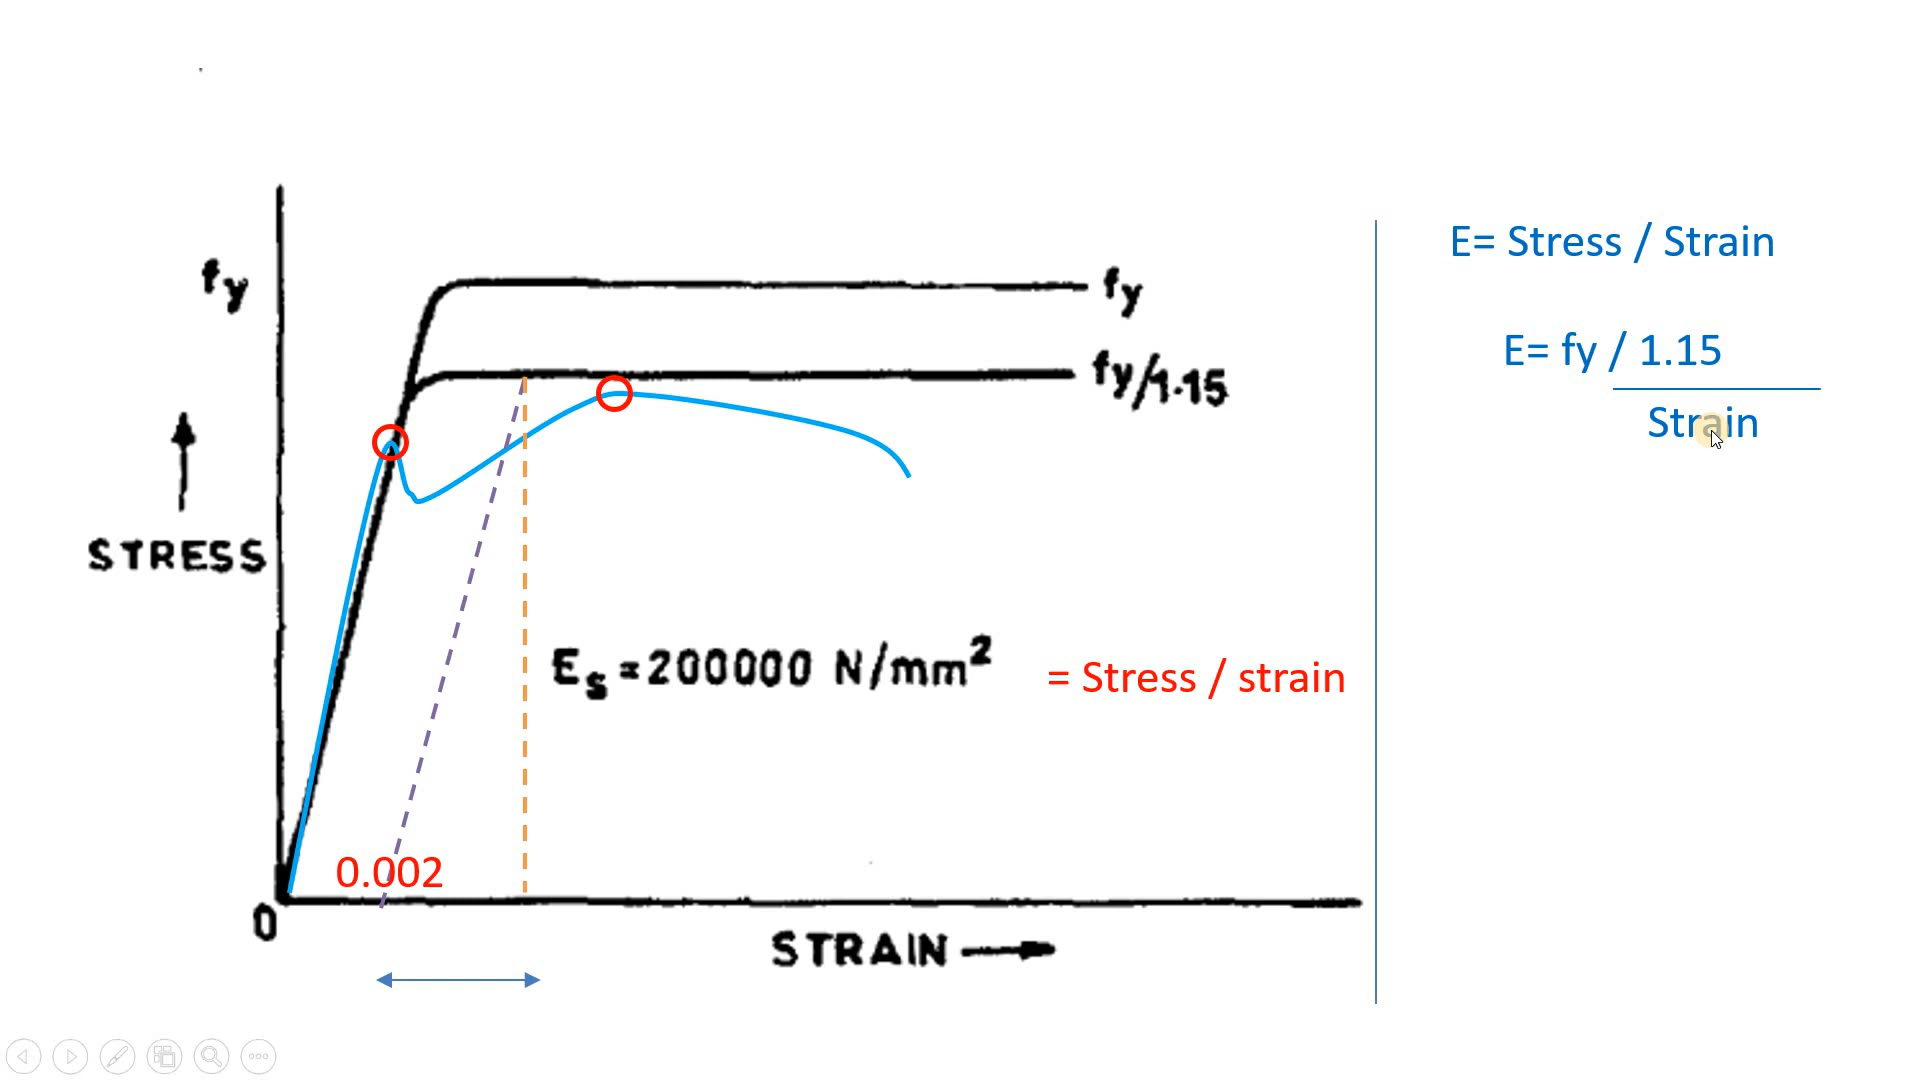 fy
fy
fy/1.15
STRESS
Es = 200000 N/mm²
= Stress / strain
0.002
0
STRAIN
E= Stress / Strain
E= fy / 1.15
Strain